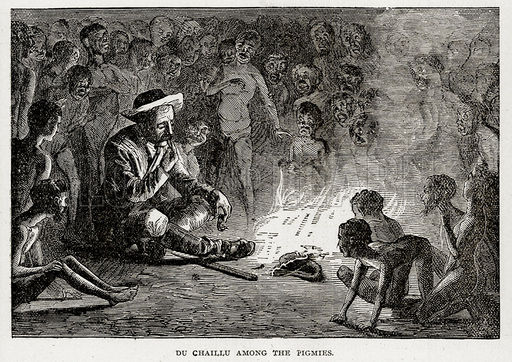 DU CHAILLU AMONG THE PIGMIES.